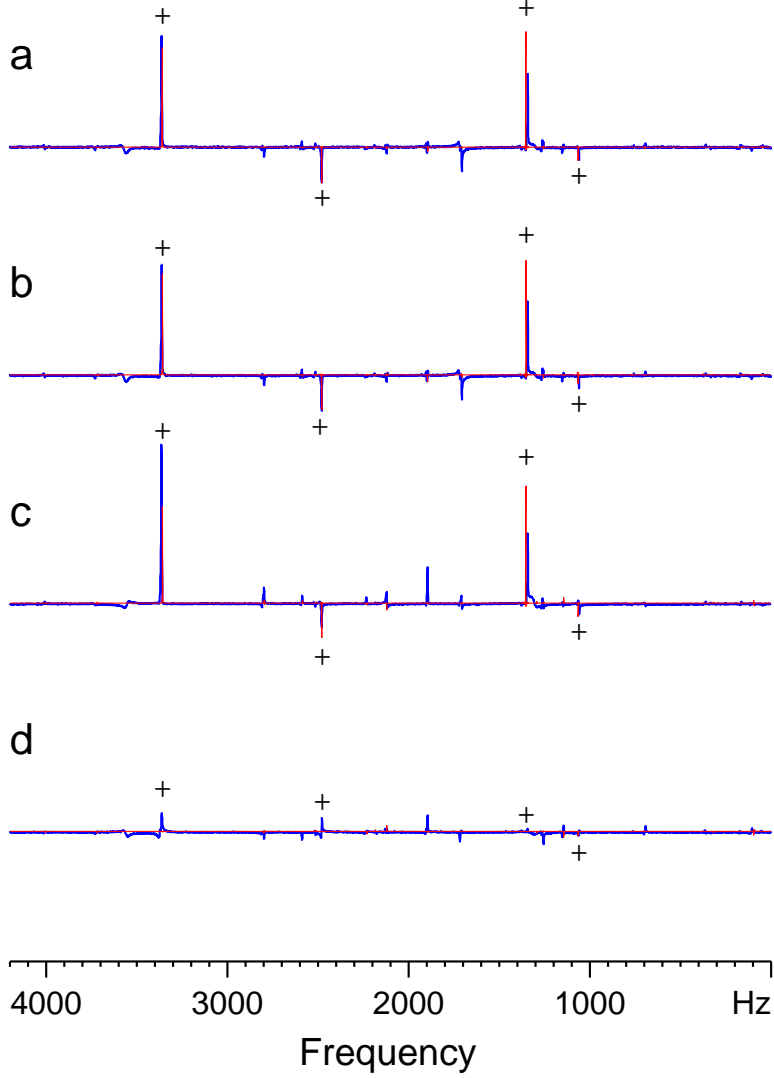 + +
a
+ +
+ +
b
+ +
+ +
c
+ +
d
+ + +
+
4000 3000 2000 1000 Hz
Frequency